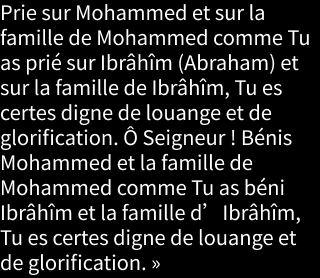 Prie sur Mohammed et sur la
famille de Mohammed comme Tu
as prié sur Ibrâhîm (Abraham) et
sur la famille de Ibrâhîm, Tu es
certes digne de louange et de
glorification. Ô Seigneur ! Bénis
Mohammed et la famille de
Mohammed comme Tu as béni
Ibrâhîm et la famille d’Ibrâhîm,
Tu es certes digne de louange et
de glorification. »